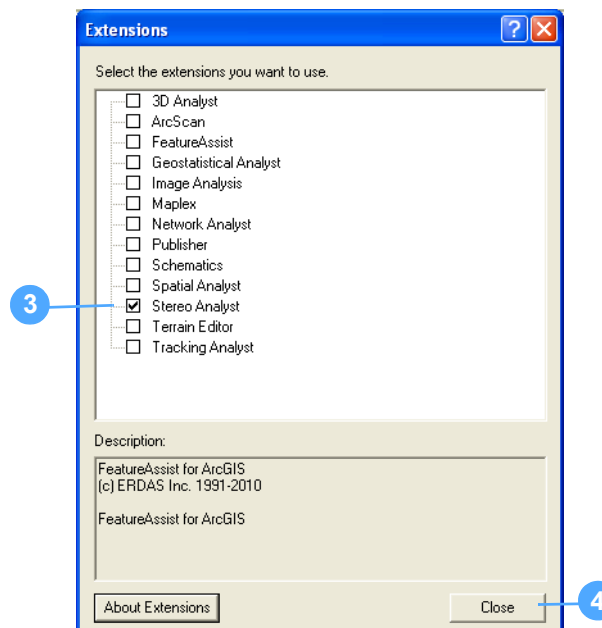 Extensions
Select the extensions you want to use.
3D Analyst
ArcScan
FeatureAssist
Geostatistical Analyst
Image Analysis
Maplex
Network Analyst
Publisher
Schematics
Spatial Analyst
3
Stereo Analyst
Terrain Editor
Tracking Analyst
Description:
FeatureAssist for ArcGIS
(c) ERDAS Inc. 1991-2010
FeatureAssist for ArcGIS
About Extensions
Close
4